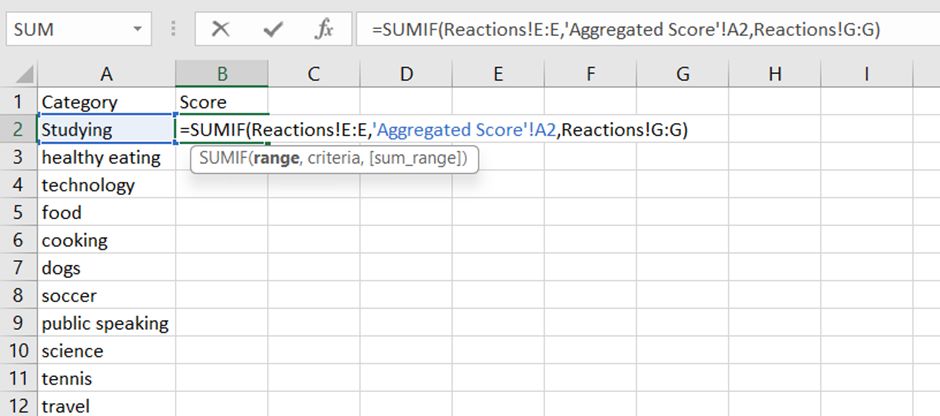 SUM fx =SUMIF(Reactions!E:E,'Aggregated Score'!A2,Reactions!G:G)
A B C D E F G H I
1 Category Score
2 Studying =SUMIF(Reactions!E:E,'Aggregated Score'!A2,Reactions!G:G)
3 healthy eating SUMIF(range, criteria, [sum_range])
4 technology
5 food
6 cooking
7 dogs
8 soccer
9 public speaking
10 science
11 tennis
12 travel